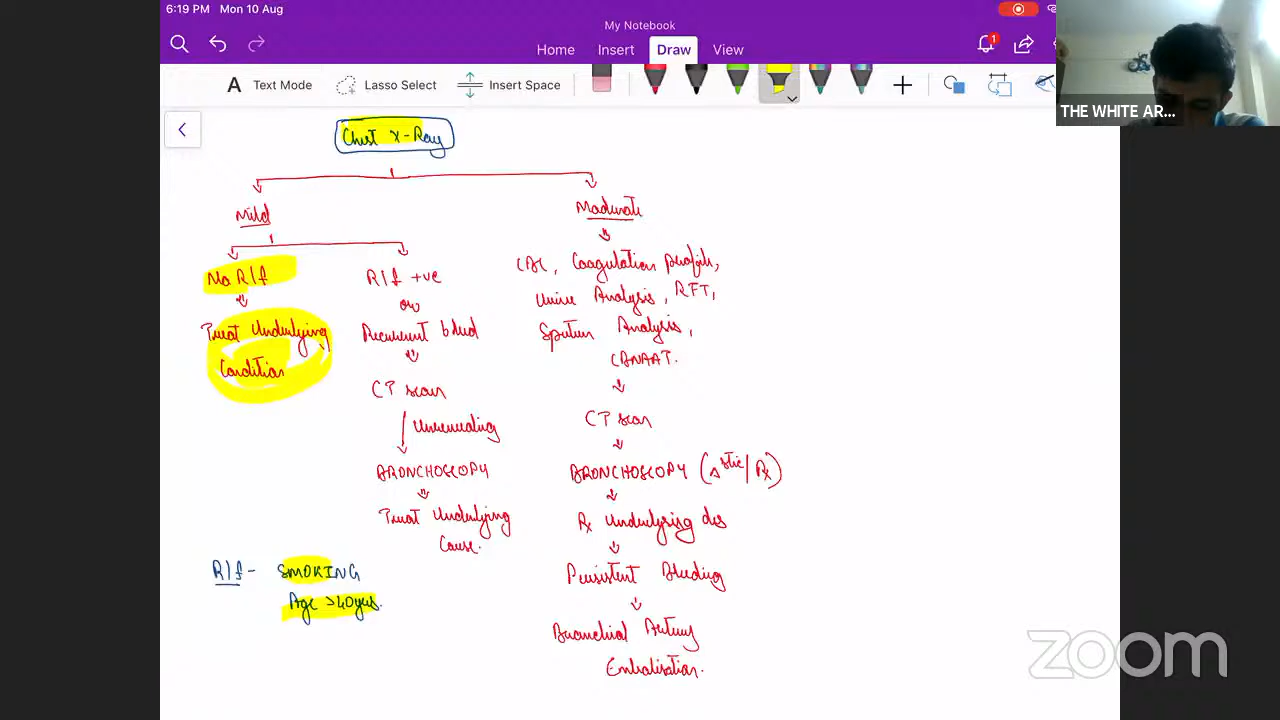 6:19 PM Mon 10 Aug
My Notebook
Home Insert Draw View
1
A Text Mode Lasso Select Insert Space
THE WHITE AR...
Chest X-Ray
Mild
Moderate
No R/f
R/f +ve
or
Recurrent bleed
Treat Underlying
Condition
CT scan
Unrevealing
BRONCHOSCOPY
Treat Underlying
Cause.
CBC, Coagulation profile,
Urine Analysis, RFT,
Sputum Analysis,
CBNAAT.
CT scan
BRONCHOSCOPY (Δstic/Rx)
Rx Underlying dis
Persistent Bleeding
Bronchial Artery
Embolisation.
R/f - SMOKING
Age >40yrs.
zoom